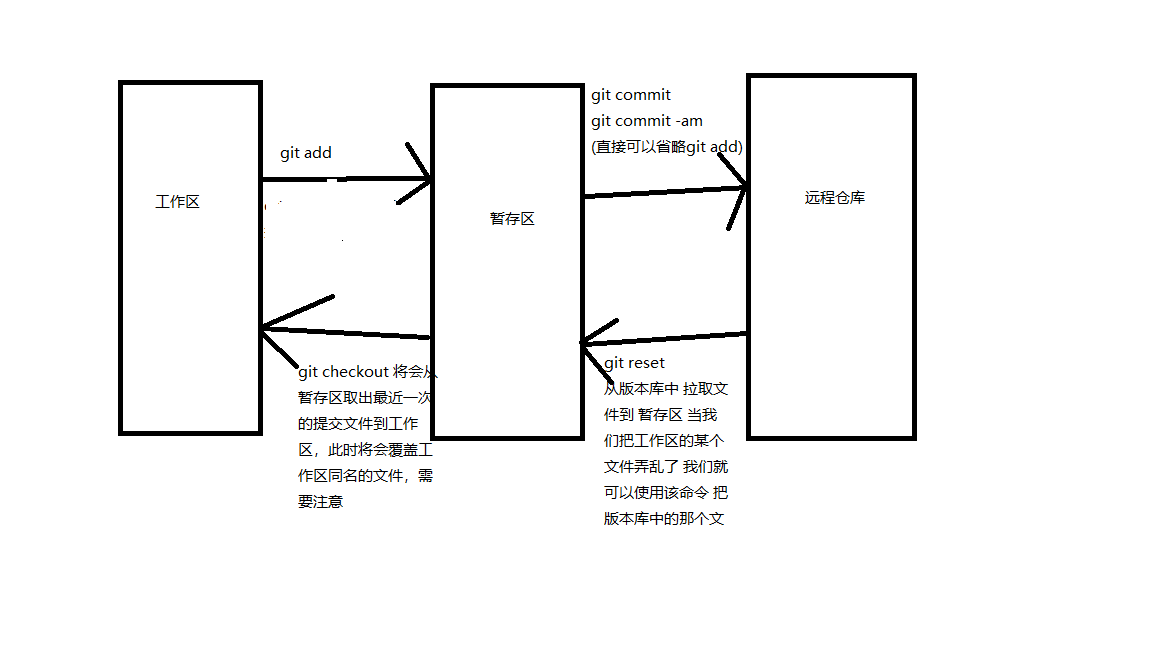 git commit
git commit -am
(直接可以省略git add)
git add
工作区
暂存区
远程仓库
git checkout 将会从
暂存区取出最近一次
的提交文件到工作
区，此时将会覆盖工
作区同名的文件，需
要注意
git reset
从版本库中 拉取文
件到 暂存区 当我
们把工作区的某个
文件弄乱了 我们就
可以使用该命令 把
版本库中的那个文